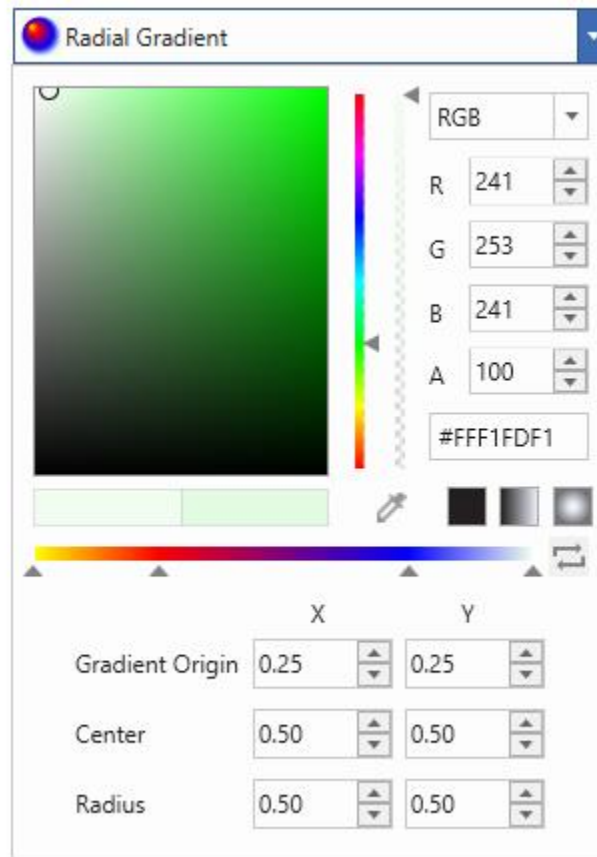 Radial Gradient
RGB
R 241
G 253
B 241
A 100
#FFF1FDF1
X Y
Gradient Origin 0.25 0.25
Center 0.50 0.50
Radius 0.50 0.50